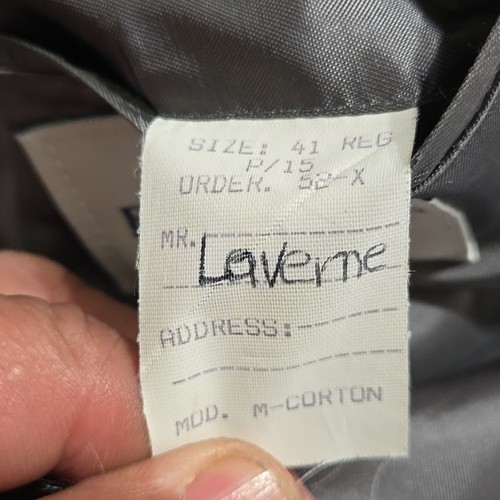 SIZE: 41 REG
P/15
ORDER. 52-X
MR. Laverne
ADDRESS:
MOD. M-CORTON